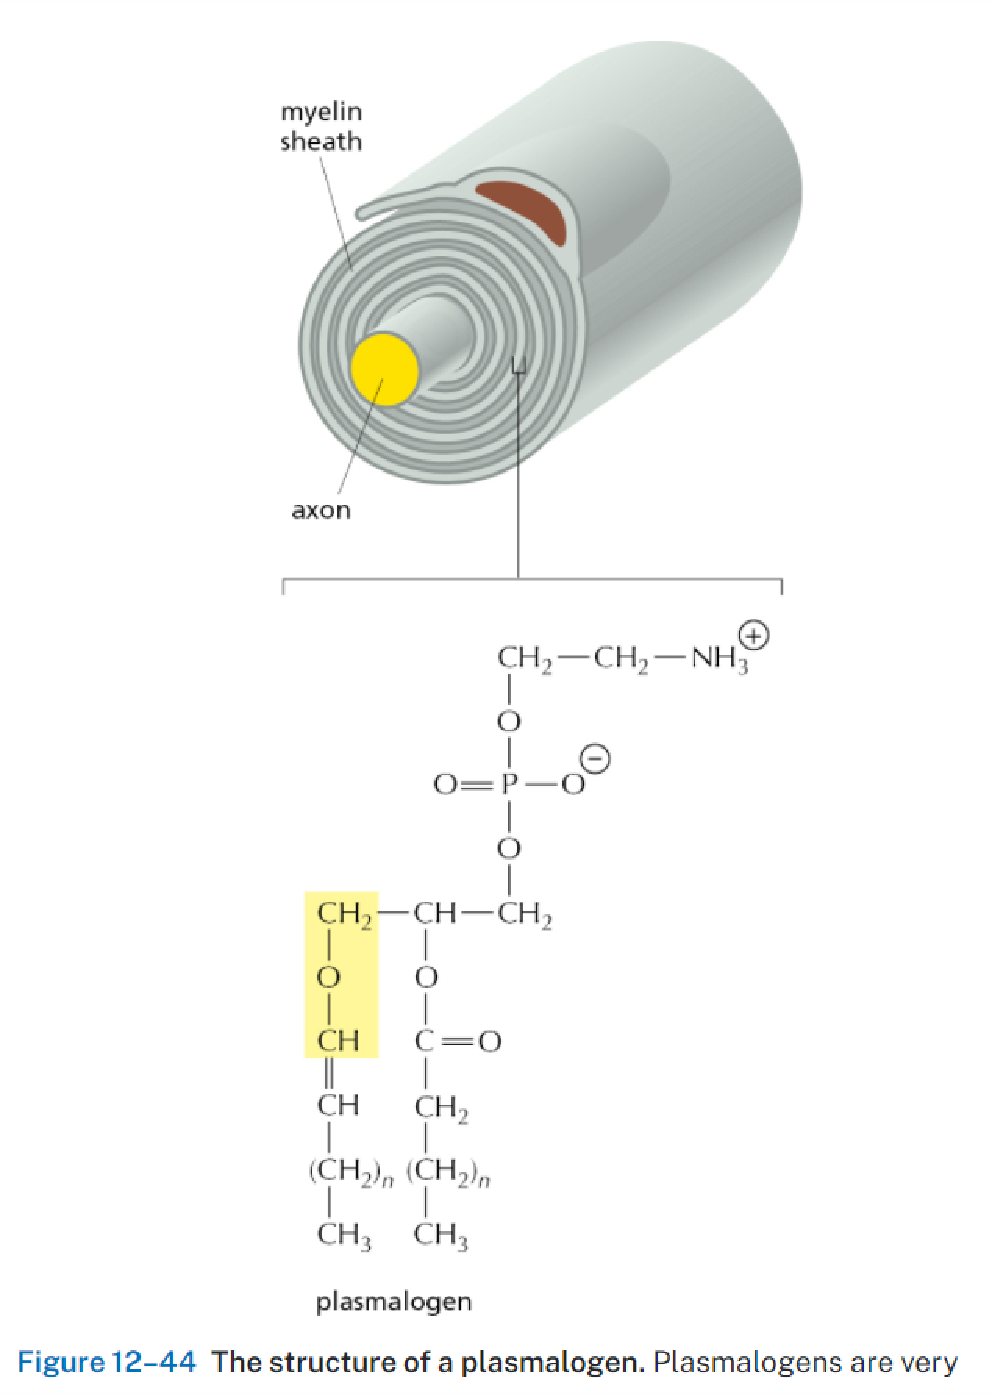 myelin
sheath
axon
CH₂—CH₂—NH₃⊕
O
O=P—O⊖
O
CH₂—CH—CH₂
O O
CH C=O
CH CH₂
(CH₂)ₙ (CH₂)ₙ
CH₃ CH₃
plasmalogen
Figure 12–44 The structure of a plasmalogen. Plasmalogens are very